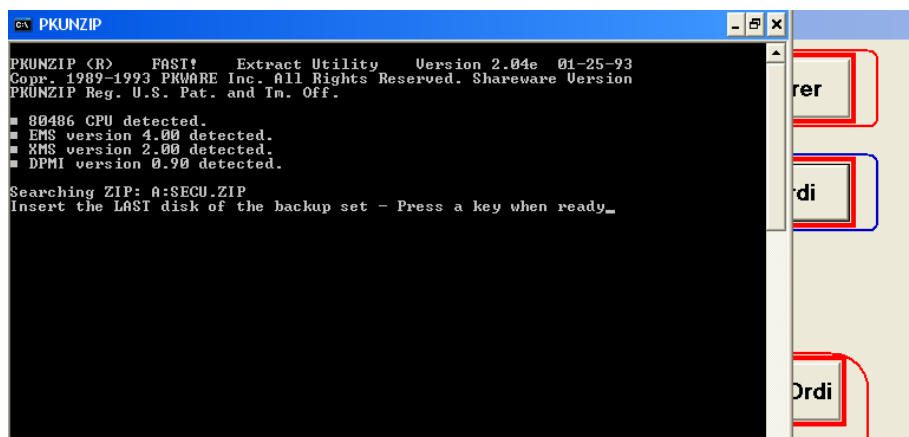 PKUNZIP
PKUNZIP (R) FAST! Extract Utility Version 2.04e 01-25-93
Copr. 1989-1993 PKWARE Inc. All Rights Reserved. Shareware Version
PKUNZIP Reg. U.S. Pat. and Tm. Off.
■ 80486 CPU detected.
■ EMS version 4.00 detected.
■ XMS version 2.00 detected.
■ DPMI version 0.90 detected.
Searching ZIP: A:SECU.ZIP
Insert the LAST disk of the backup set - Press a key when ready_
rer
di
Ordi